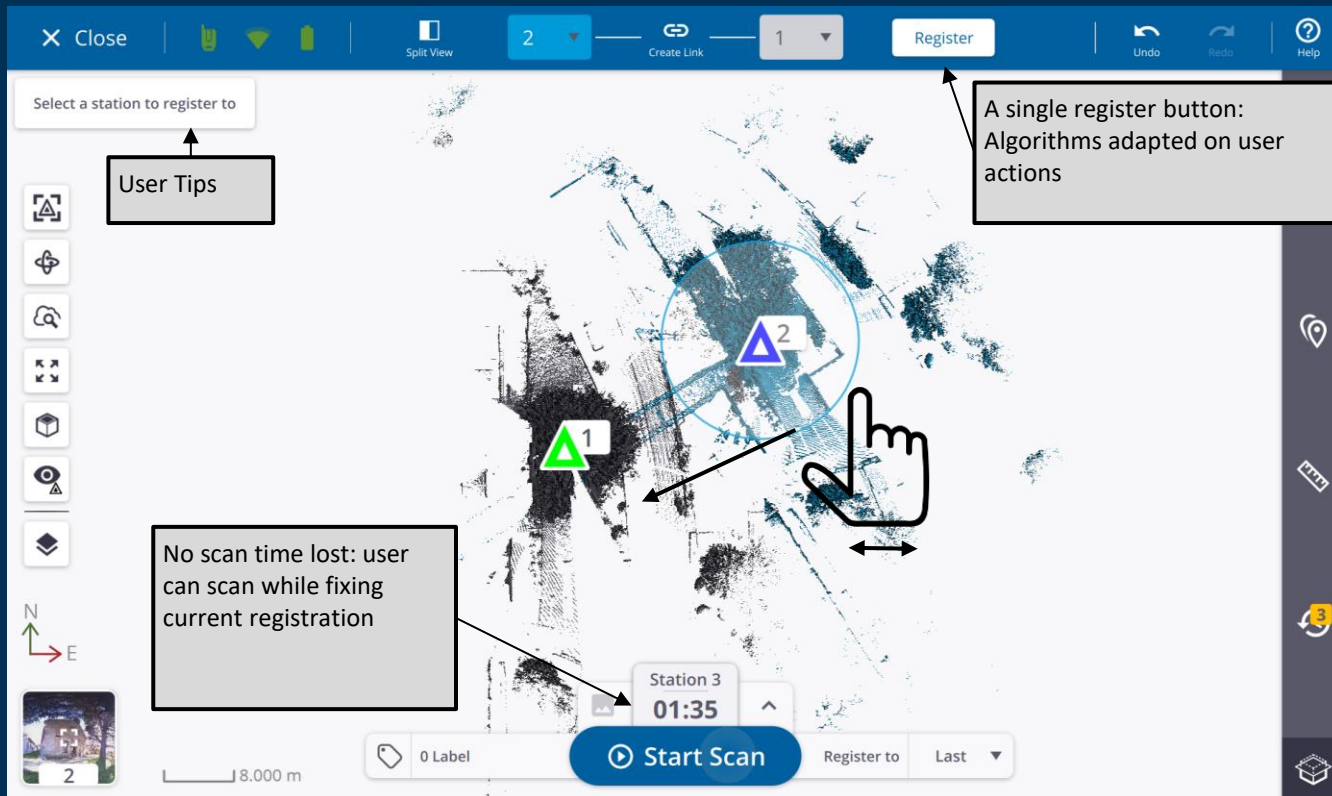 Close
Split View
2
Create Link
1
Register
Undo
Redo
Help
Select a station to register to
User Tips
A single register button:
Algorithms adapted on user
actions
2
1
No scan time lost: user
can scan while fixing
current registration
N
E
3
Station 3
01:35
2
8.000 m
0 Label
Start Scan
Register to
Last